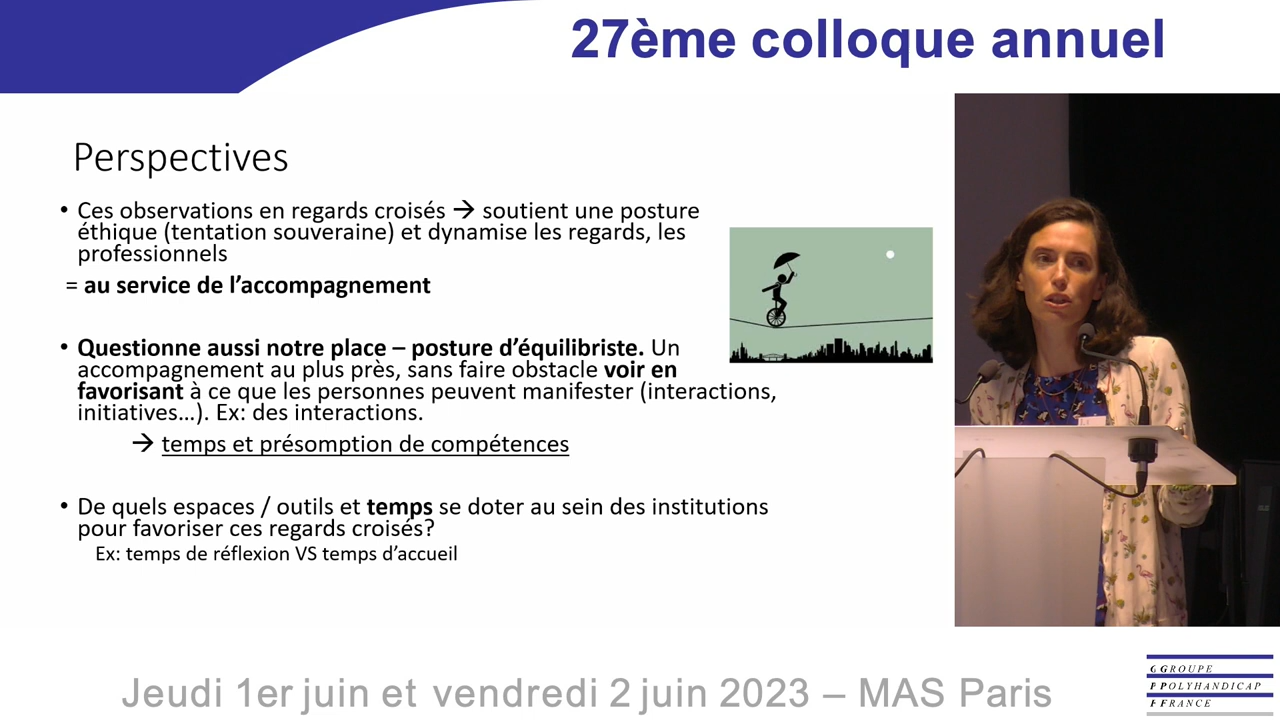 27ème colloque annuel
Perspectives
• Ces observations en regards croisés → soutient une posture
éthique (tentation souveraine) et dynamise les regards, les
professionnels
= au service de l'accompagnement
• Questionne aussi notre place – posture d'équilibriste. Un
accompagnement au plus près, sans faire obstacle voir en
favorisant à ce que les personnes peuvent manifester (interactions,
initiatives…). Ex: des interactions.
→ temps et présomption de compétences
• De quels espaces / outils et temps se doter au sein des institutions
pour favoriser ces regards croisés?
Ex: temps de réflexion VS temps d'accueil
Jeudi 1er juin et vendredi 2 juin 2023 – MAS Paris
G GROUPE
P POLYHANDICAP
F FRANCE